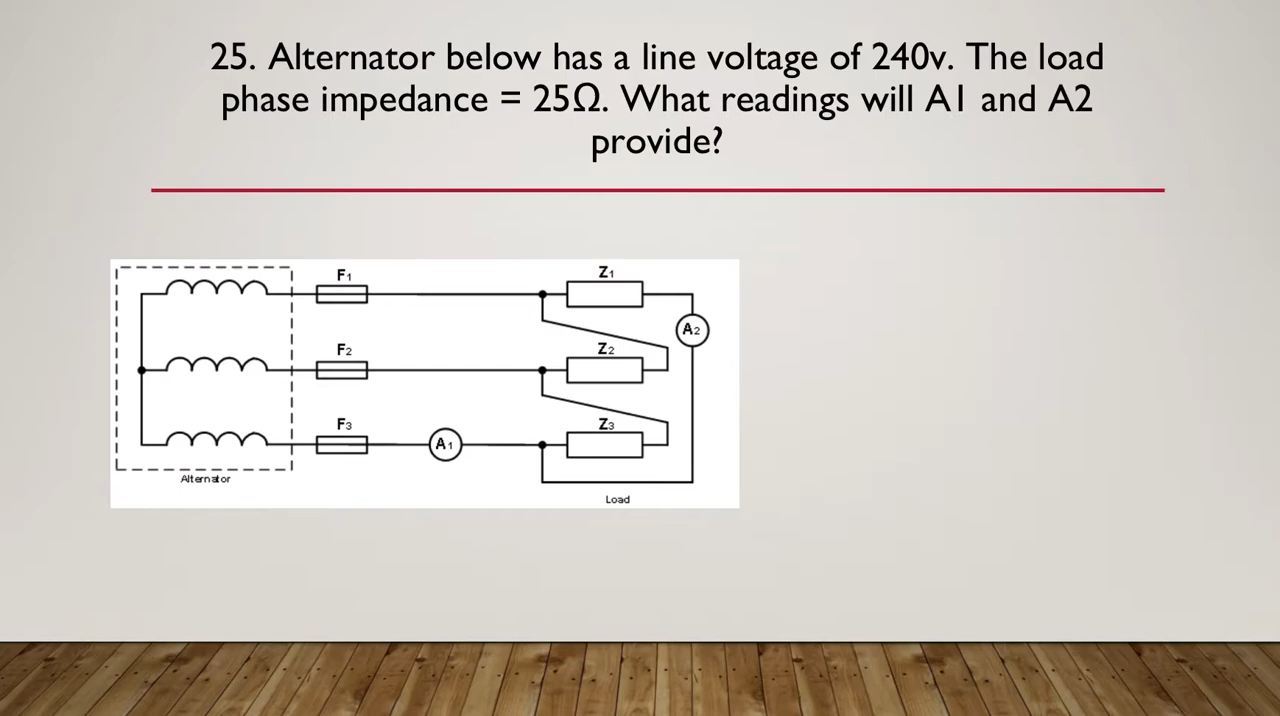 25. Alternator below has a line voltage of 240v. The load
phase impedance = 25Ω. What readings will A1 and A2
provide?
F1
Z1
A2
F2
Z2
F3
A1
Z3
Alternator
Load